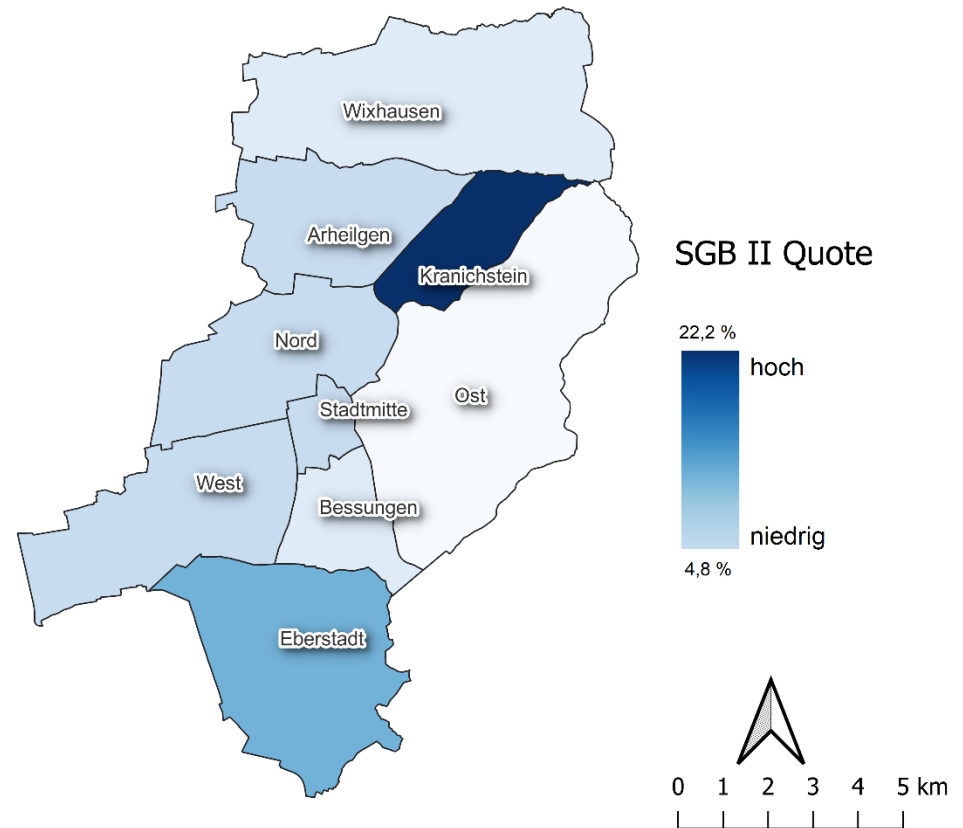 Wixhausen
Arheilgen
Kranichstein
Nord
Stadtmitte
Ost
West
Bessungen
Eberstadt
SGB II Quote
22,2 %
hoch
niedrig
4,8 %
0 1 2 3 4 5 km